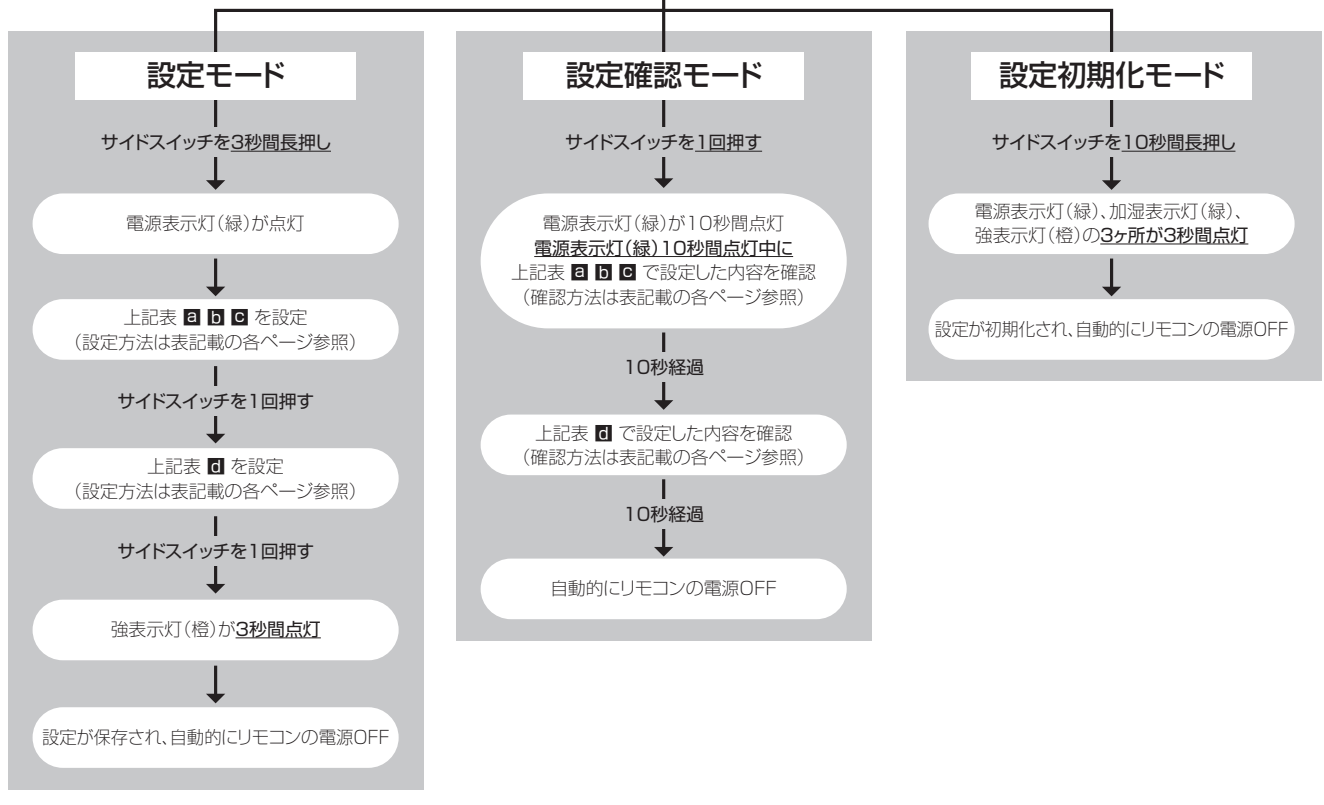 設定モード
サイドスイッチを3秒間長押し
電源表示灯(緑)が点灯
上記表 a b c を設定
(設定方法は表記載の各ページ参照)
サイドスイッチを1回押す
上記表 d を設定
(設定方法は表記載の各ページ参照)
サイドスイッチを1回押す
強表示灯(橙)が3秒間点灯
設定が保存され、自動的にリモコンの電源OFF
設定確認モード
サイドスイッチを1回押す
電源表示灯(緑)が10秒間点灯
電源表示灯(緑)10秒間点灯中に
上記表 a b c で設定した内容を確認
(確認方法は表記載の各ページ参照)
10秒経過
上記表 d で設定した内容を確認
(確認方法は表記載の各ページ参照)
10秒経過
自動的にリモコンの電源OFF
設定初期化モード
サイドスイッチを10秒間長押し
電源表示灯(緑)、加湿表示灯(緑)、
強表示灯(橙)の3ヶ所が3秒間点灯
設定が初期化され、自動的にリモコンの電源OFF